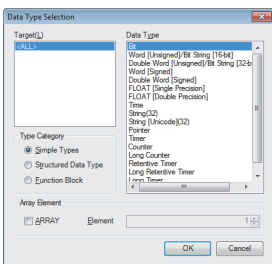 Data Type Selection
Target(L)
<ALL>
Data Type
Bit
Word [Unsigned]/Bit String [16-bit]
Double Word [Unsigned]/Bit String [32-b
Word [Signed]
Double Word [Signed]
FLOAT [Single Precision]
FLOAT [Double Precision]
Time
String(32)
String [Unicode](32)
Pointer
Timer
Counter
Long Counter
Retentive Timer
Long Retentive Timer
Long Timer
Type Category
Simple Types
Structured Data Type
Function Block
Array Element
ARRAY
Element
1
OK
Cancel